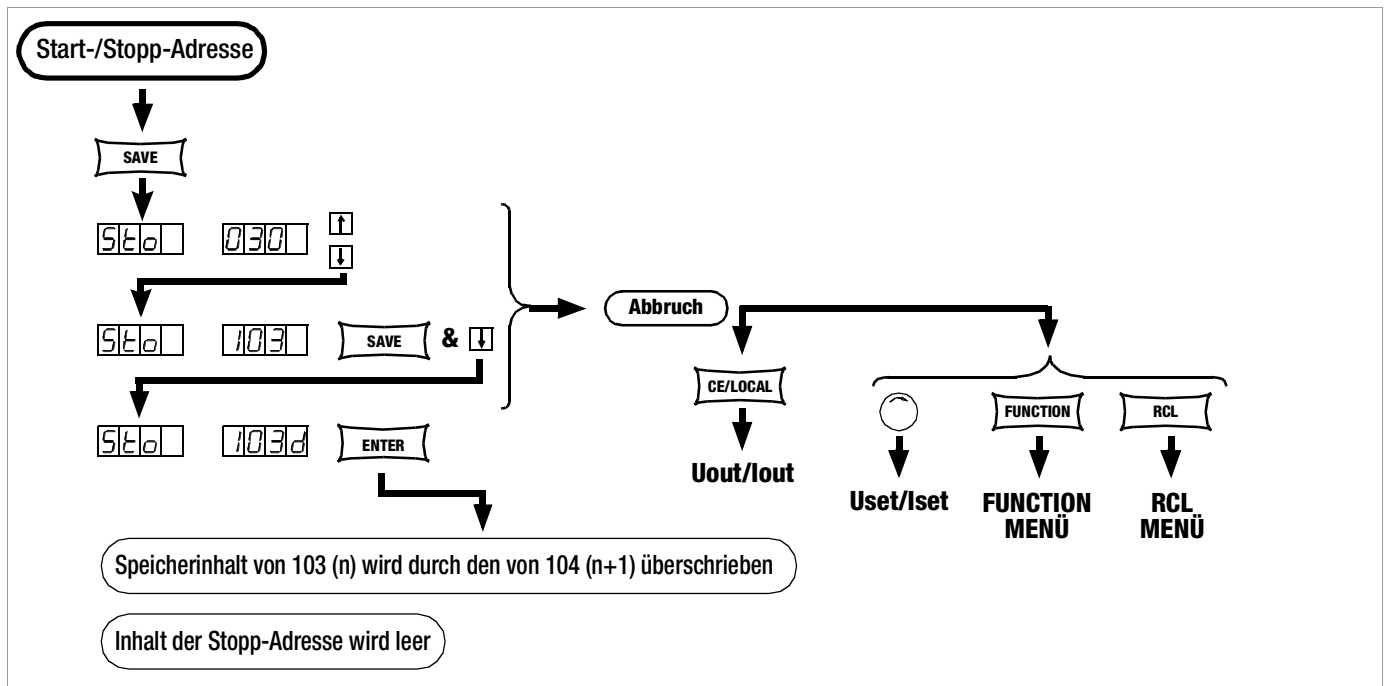 Start-/Stopp-Adresse
SAVE
Sto 030 ↑
↓
Sto 103 SAVE & ↓
Sto 103d ENTER
Abbruch
CE/LOCAL
Uout/Iout
FUNCTION RCL
Uset/Iset FUNCTION MENÜ RCL MENÜ
Speicherinhalt von 103 (n) wird durch den von 104 (n+1) überschrieben
Inhalt der Stopp-Adresse wird leer